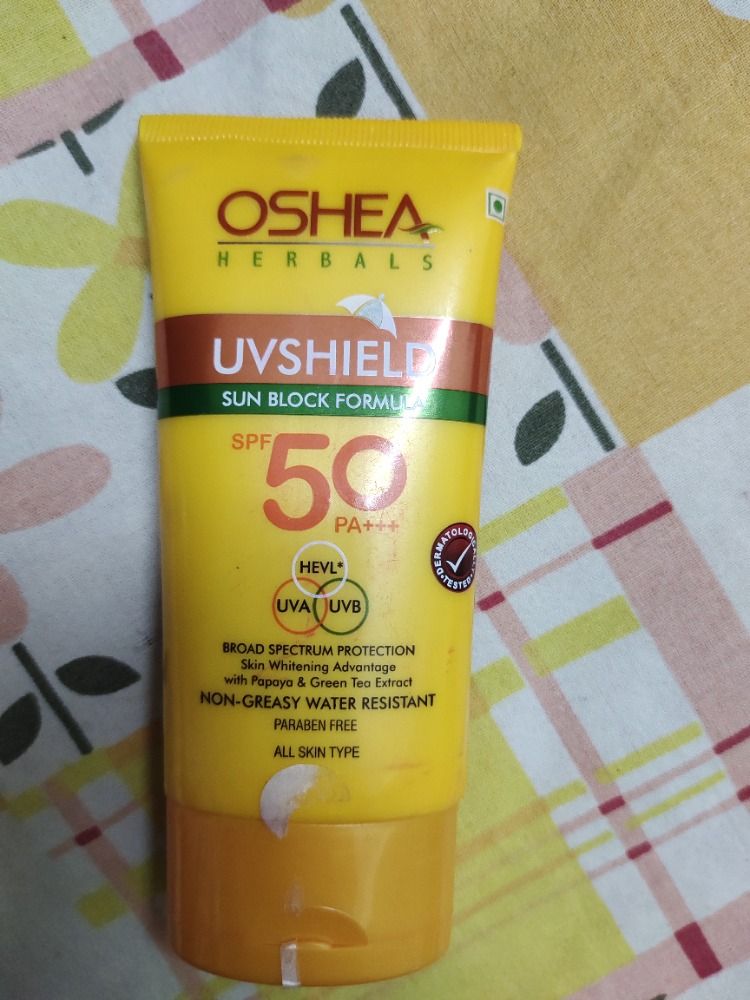 OSHEA
HERBALS
UVSHIELD
SUN BLOCK FORMULA
SPF 50
PA+++
HEVL*
UVA UVB
DERMATOLOGICALLY
TESTED
BROAD SPECTRUM PROTECTION
Skin Whitening Advantage
with Papaya & Green Tea Extract
NON-GREASY WATER RESISTANT
PARABEN FREE
ALL SKIN TYPE